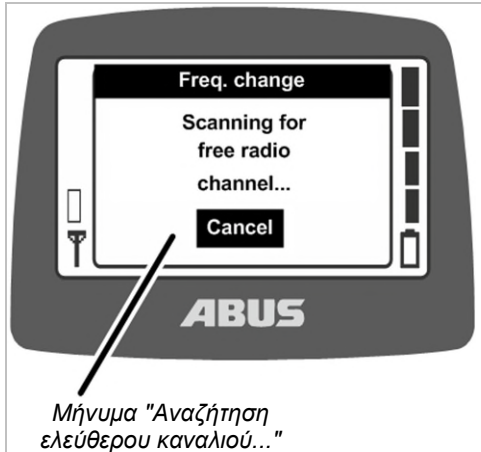 Freq. change
Scanning for
free radio
channel...
Cancel
ABUS
Μήνυμα "Αναζήτηση
ελεύθερου καναλιού..."